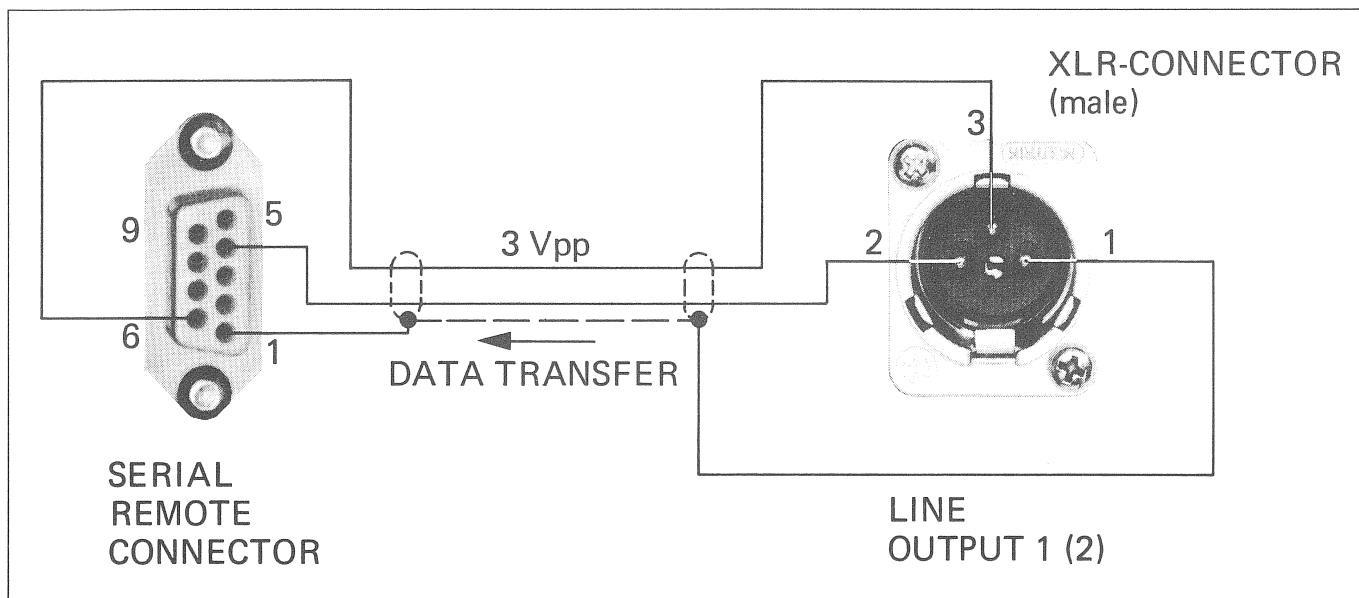 XLR-CONNECTOR
(male)
3
5
9
3 Vpp
2
1
6
1
DATA TRANSFER
SERIAL
REMOTE
CONNECTOR
LINE
OUTPUT 1 (2)